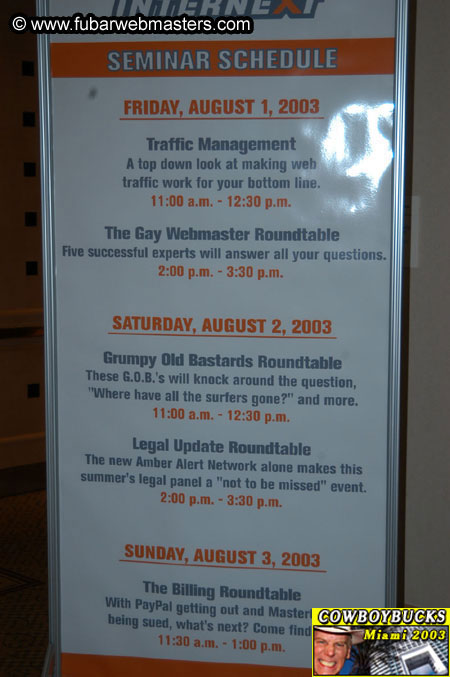 © www.fubarwebmasters.com
INTERNEXT
SEMINAR SCHEDULE
FRIDAY, AUGUST 1, 2003
Traffic Management
A top down look at making web
traffic work for your bottom line.
11:00 a.m. - 12:30 p.m.
The Gay Webmaster Roundtable
Five successful experts will answer all your questions.
2:00 p.m. - 3:30 p.m.
SATURDAY, AUGUST 2, 2003
Grumpy Old Bastards Roundtable
These G.O.B.'s will knock around the question,
"Where have all the surfers gone?" and more.
11:00 a.m. - 12:30 p.m.
Legal Update Roundtable
The new Amber Alert Network alone makes this
summer's legal panel a "not to be missed" event.
2:00 p.m. - 3:30 p.m.
SUNDAY, AUGUST 3, 2003
The Billing Roundtable
With PayPal getting out and Master
being sued, what's next? Come find
11:30 a.m. - 1:00 p.m.
COWBOYBUCKS
Miami 2003